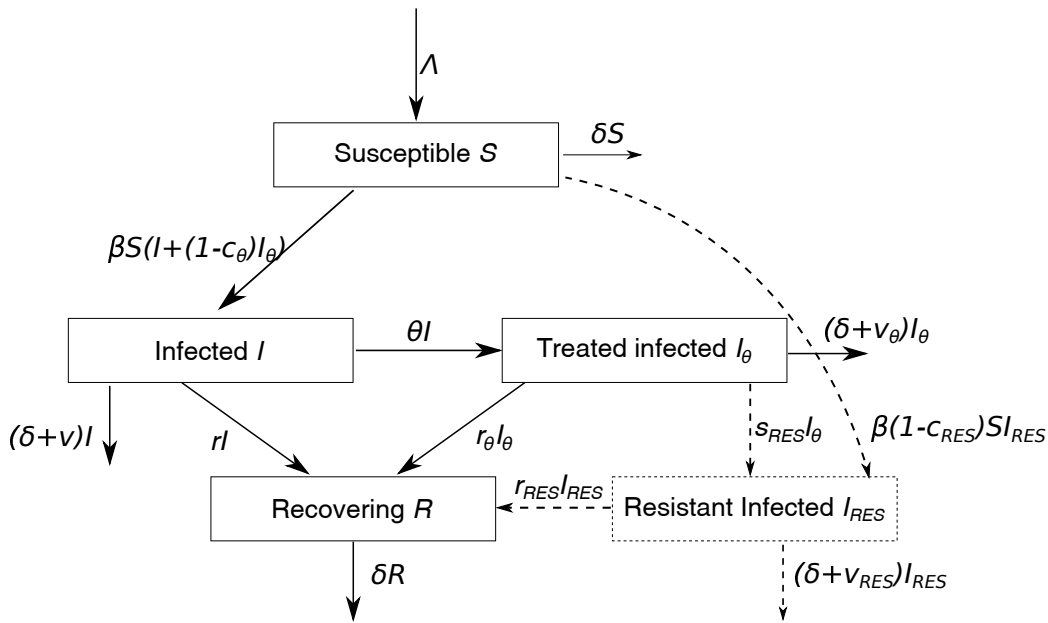 Λ
Susceptible S
δS
βS(I+(1-cθ)Iθ)
Infected I
θI
Treated infected Iθ
(δ+vθ)Iθ
(δ+v)I
rI
rθIθ
sRESIθ
β(1-cRES)SIRES
Recovering R
rRESIRES
Resistant Infected IRES
δR
(δ+vRES)IRES